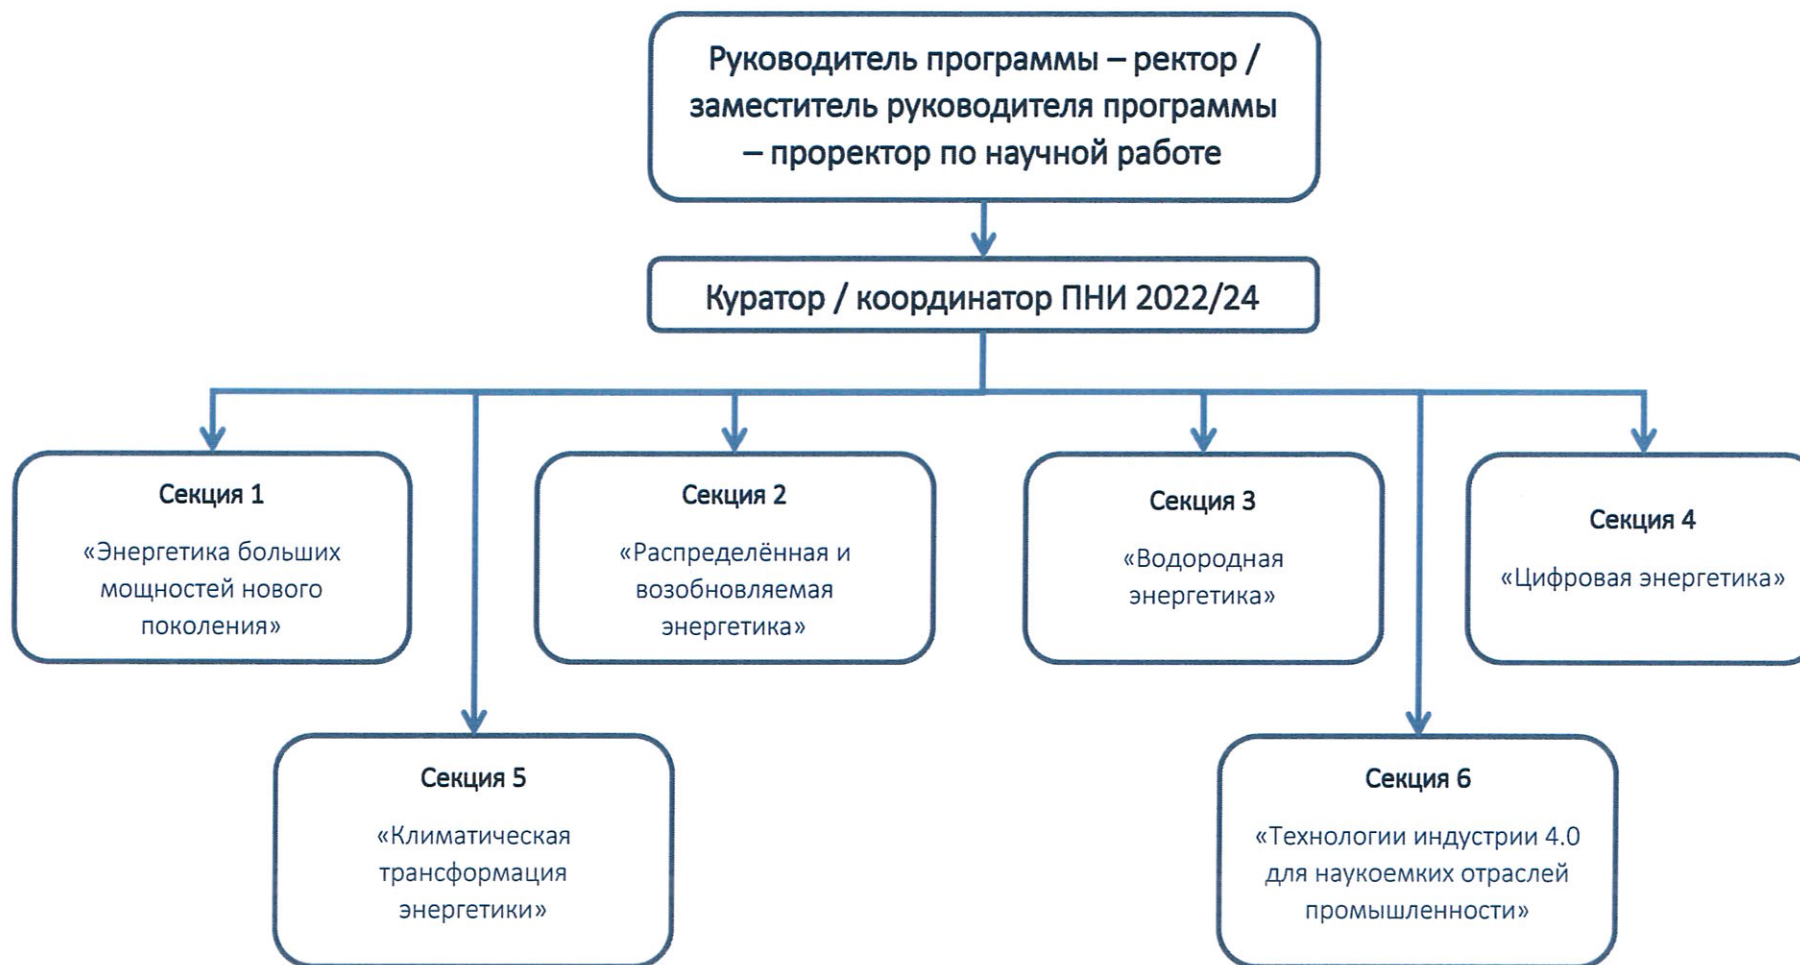 Руководитель программы – ректор /
заместитель руководителя программы
– проректор по научной работе
Куратор / координатор ПНИ 2022/24
Секция 1
«Энергетика больших
мощностей нового
поколения»
Секция 2
«Распределённая и
возобновляемая
энергетика»
Секция 3
«Водородная
энергетика»
Секция 4
«Цифровая энергетика»
Секция 5
«Климатическая
трансформация
энергетики»
Секция 6
«Технологии индустрии 4.0
для наукоемких отраслей
промышленности»